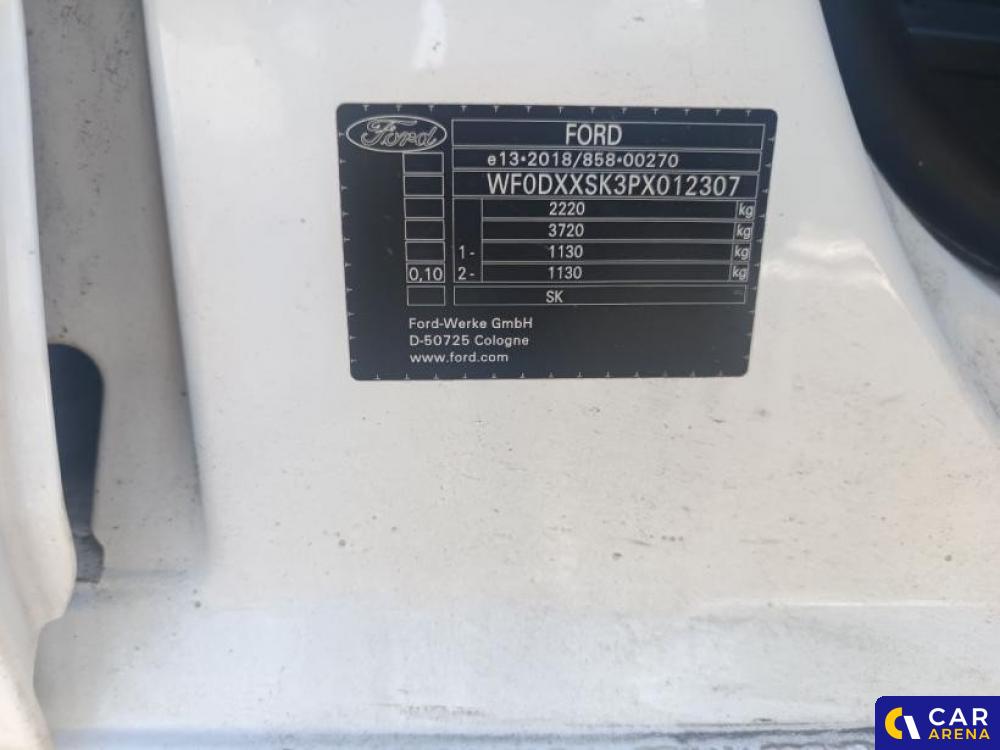 Ford
FORD
e13•2018/858•00270
WF0DXXSK3PX012307
2220 kg
3720 kg
1- 1130 kg
0,10 2- 1130 kg
SK
Ford-Werke GmbH
D-50725 Cologne
www.ford.com
CAR
ARENA